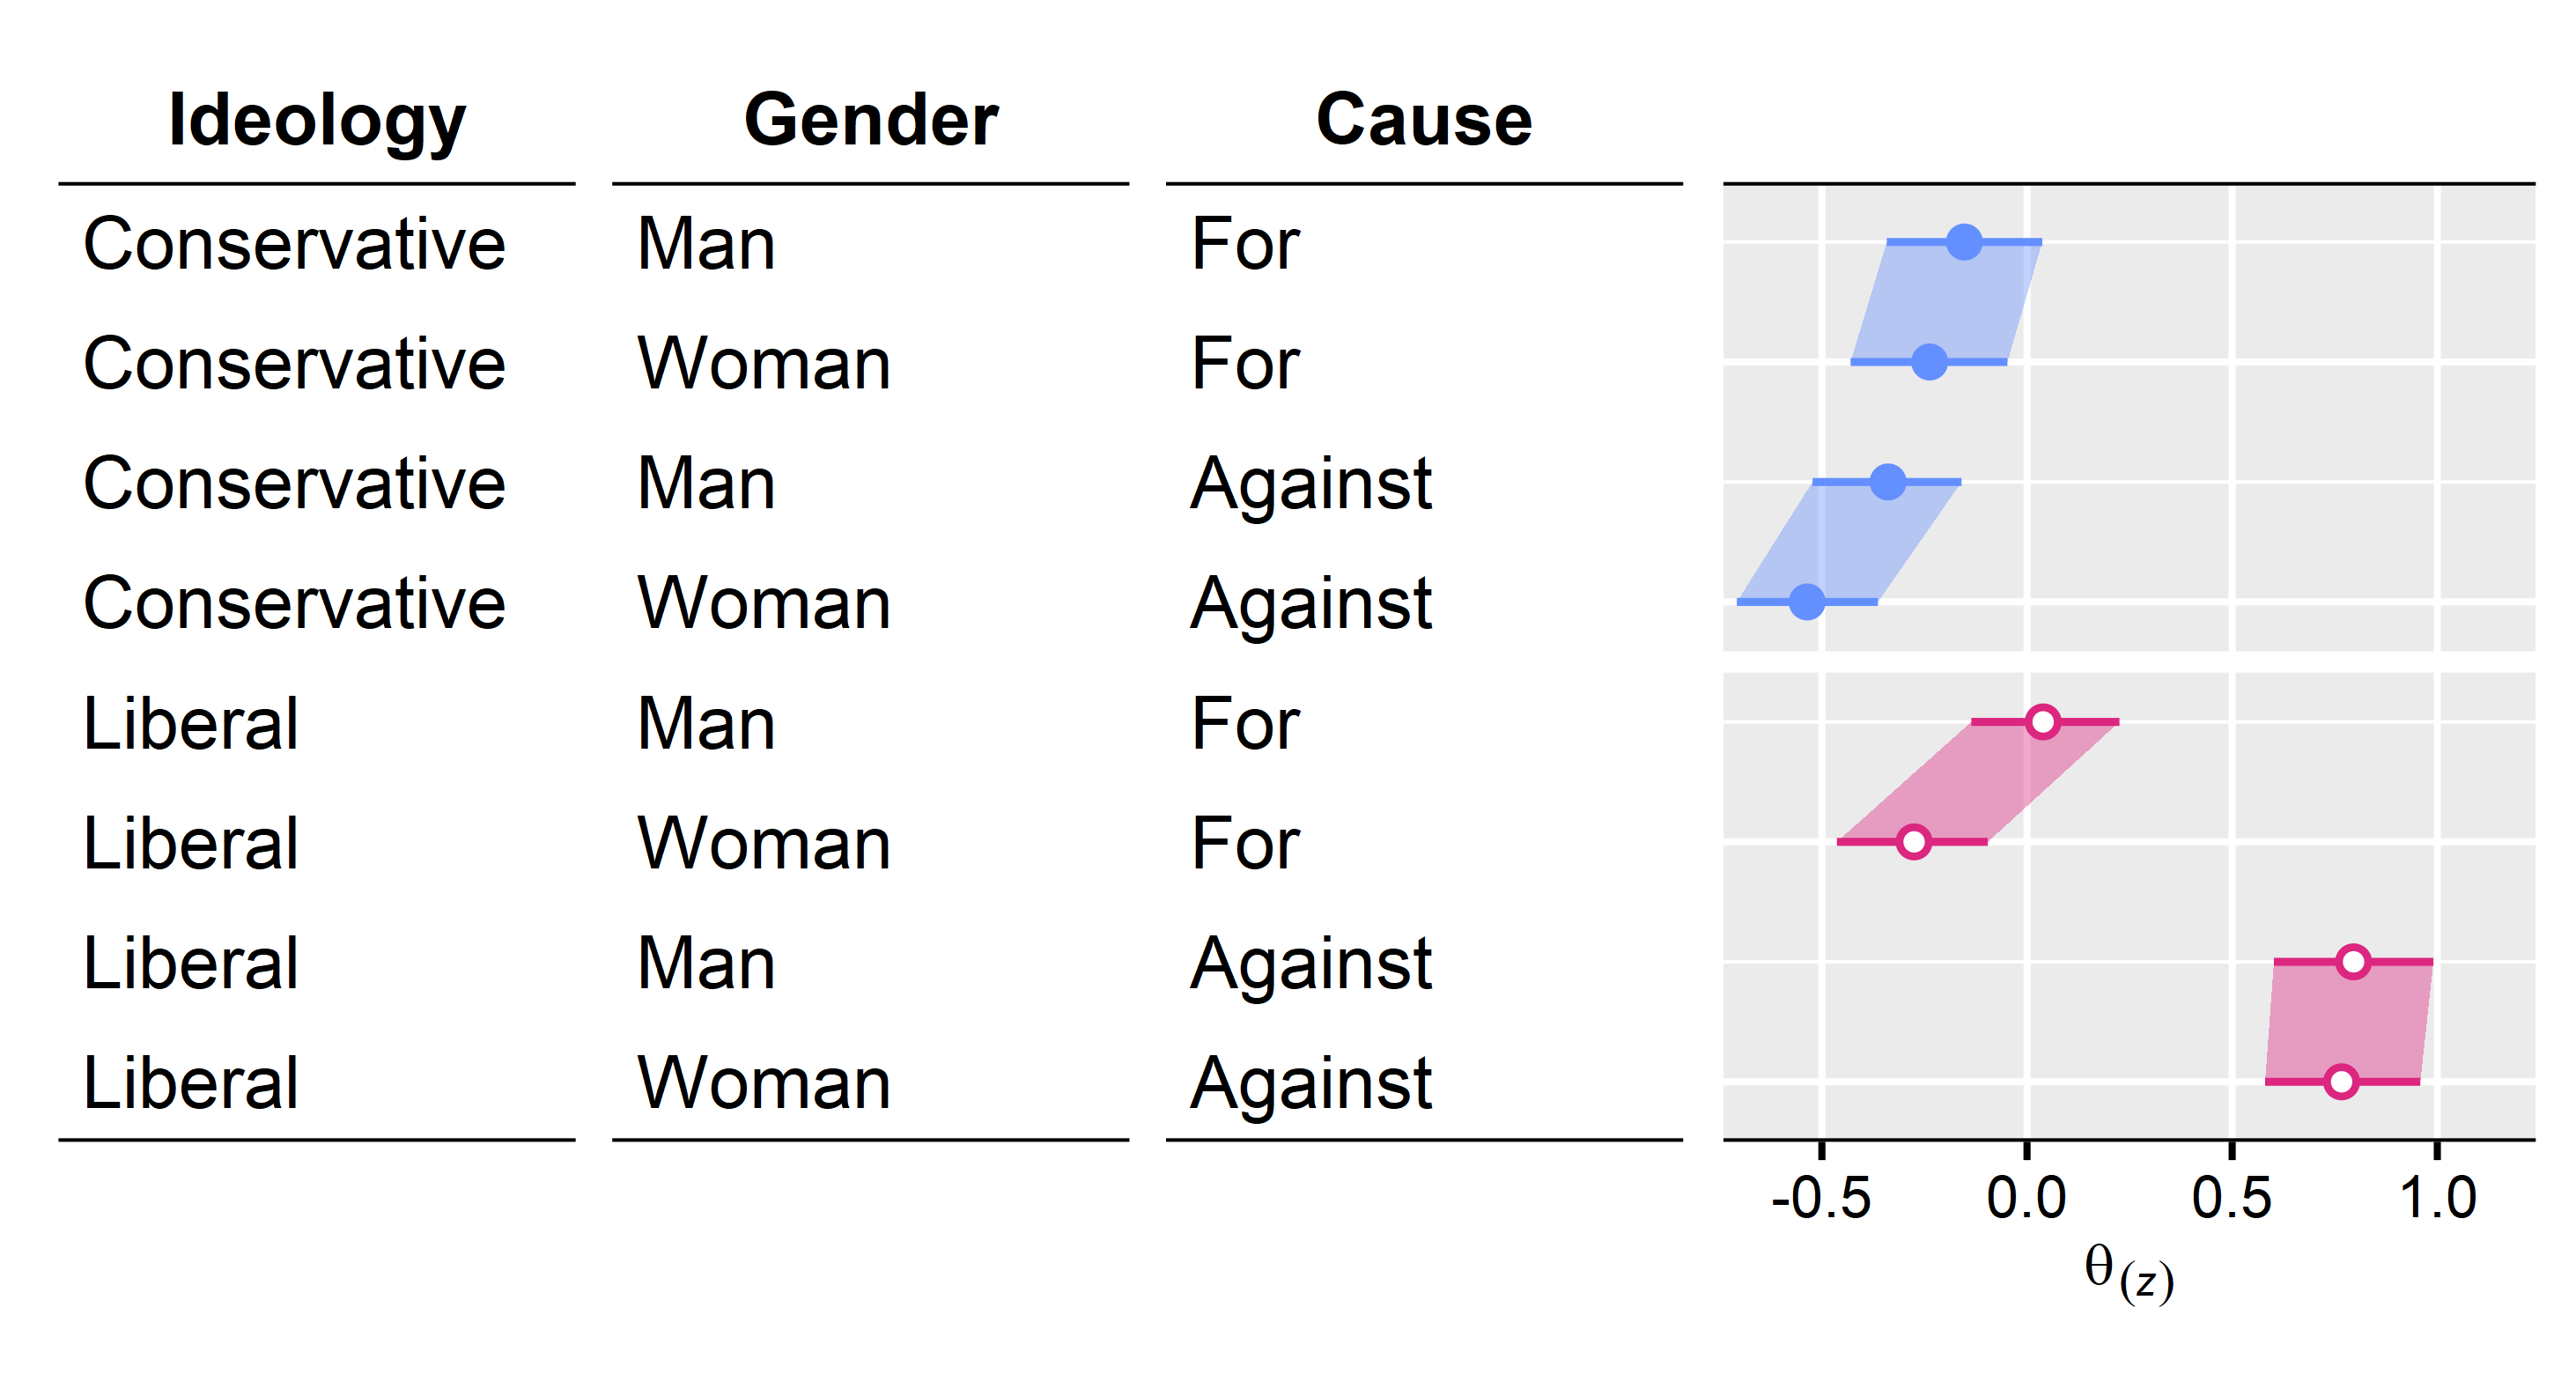 Ideology Gender Cause
Conservative Man For
Conservative Woman For
Conservative Man Against
Conservative Woman Against
Liberal Man For
Liberal Woman For
Liberal Man Against
Liberal Woman Against
-0.5 0.0 0.5 1.0
θ(z)